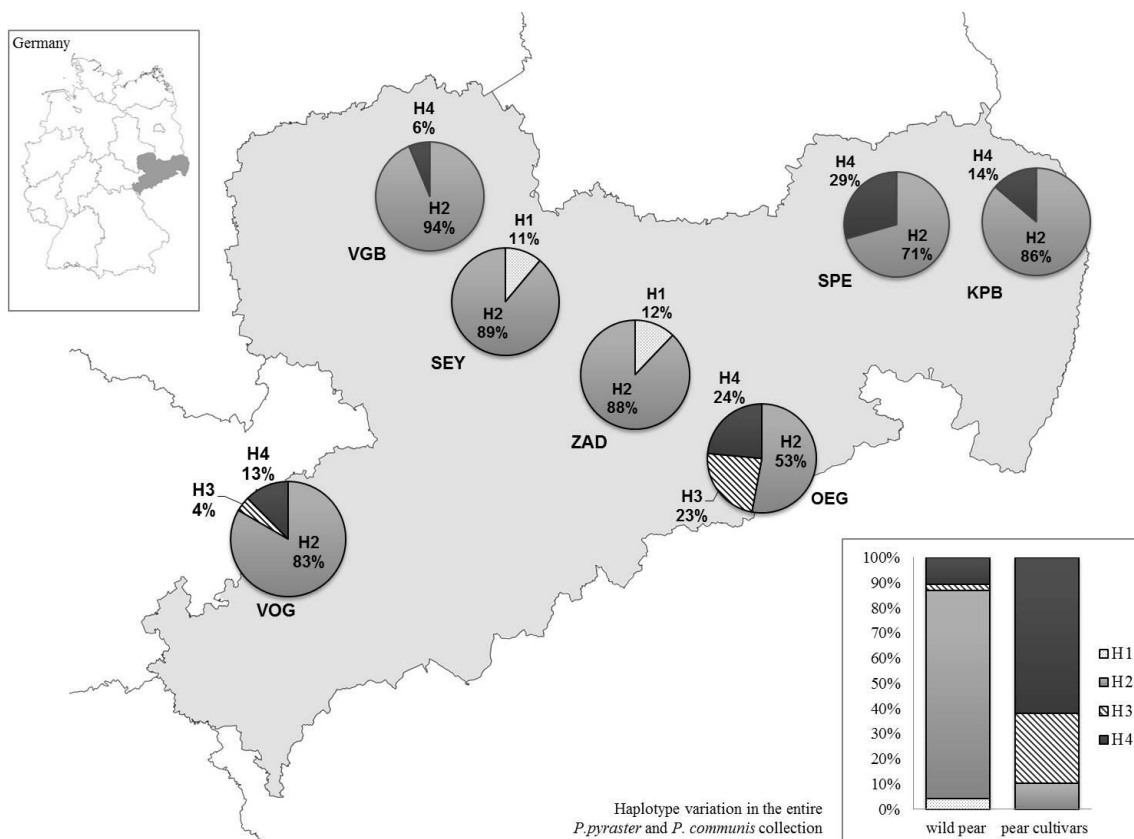 Germany
H4
6%
H2
94%
VGB
H1
11%
H2
89%
SEY
H1
12%
H2
88%
ZAD
H4
29%
H2
71%
SPE
H4
14%
H2
86%
KPB
H4
24%
H2
53%
H3
23%
OEG
H4
13%
H3
4%
H2
83%
VOG
100%
90%
80%
70%
60%
50%
40%
30%
20%
10%
0%
wild pear pear cultivars
H1
H2
H3
H4
Haplotype variation in the entire
P.pyraster and P. communis collection